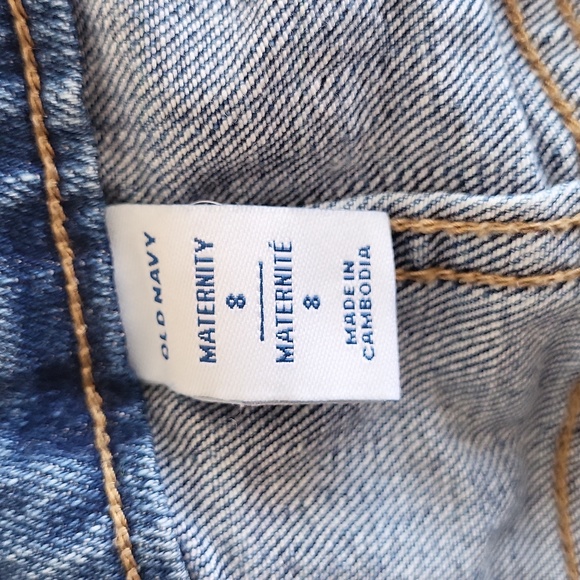 OLD NAVY
MATERNITY
8
MATERNITÉ
8
MADE IN
CAMBODIA